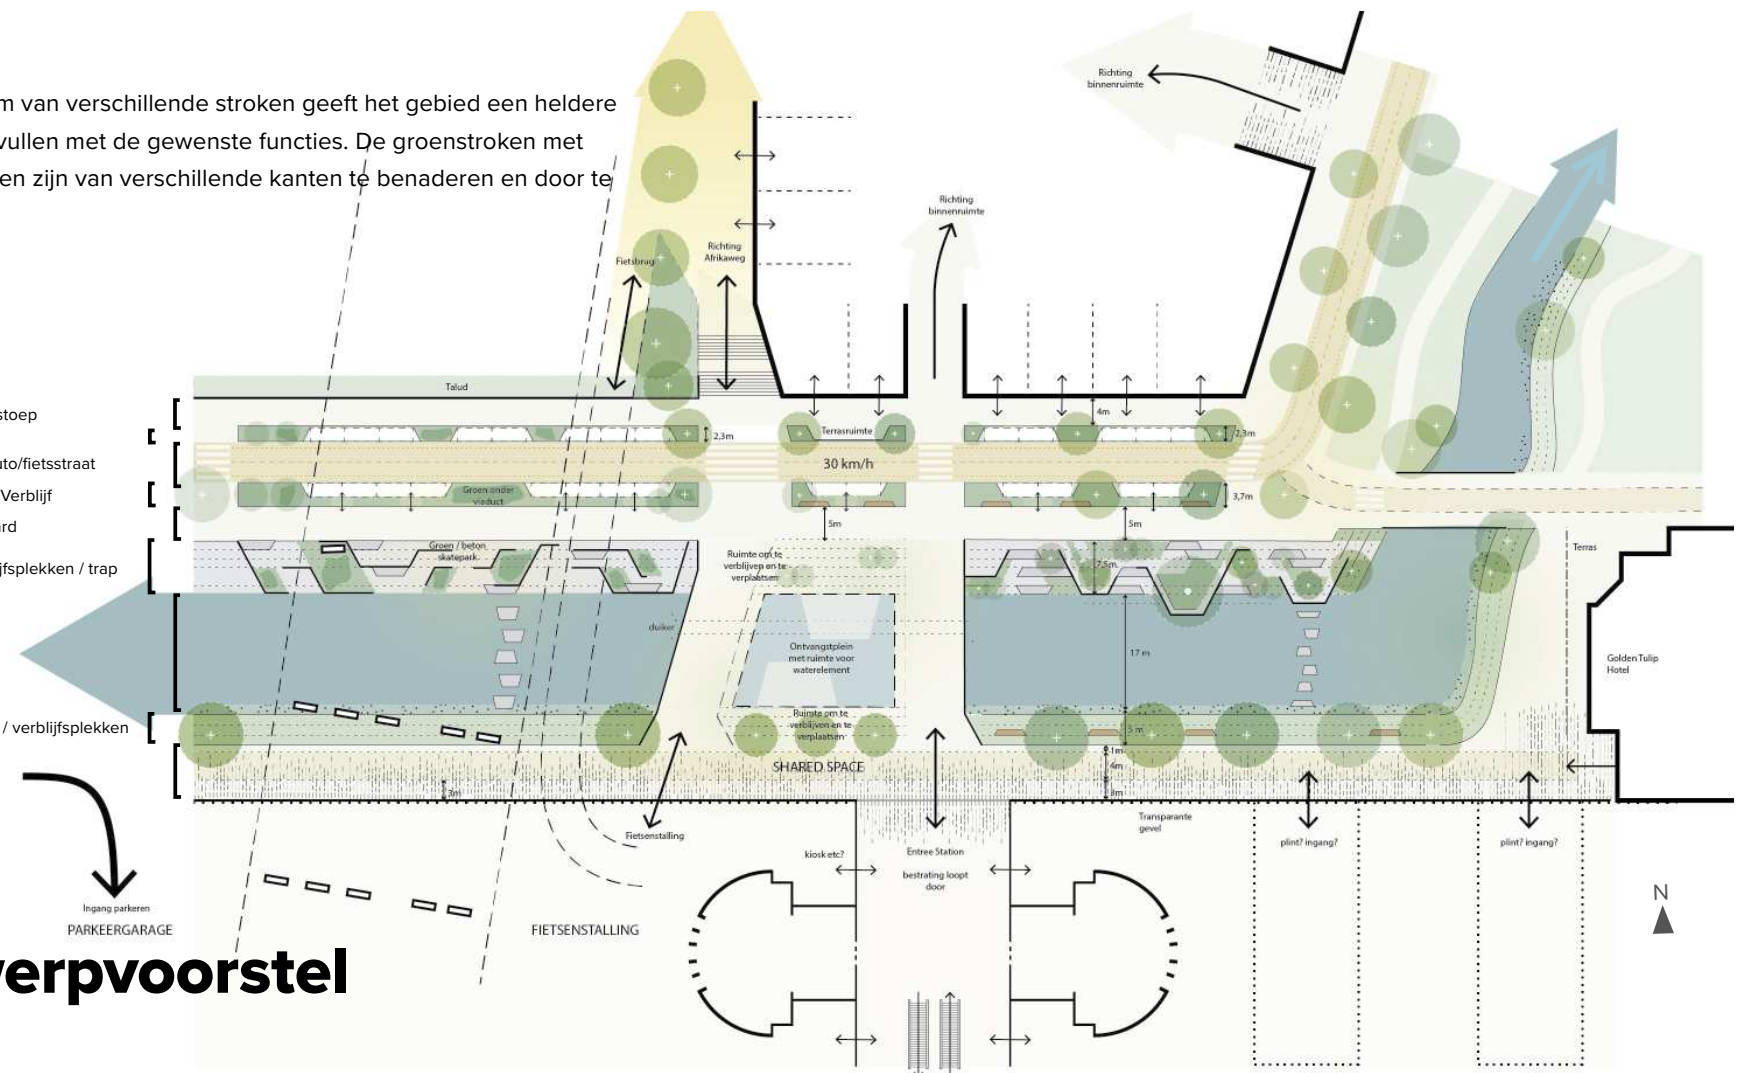 m van verschillende stroken geeft het gebied een heldere
vullen met de gewenste functies. De groenstroken met
en zijn van verschillende kanten te benaderen en door te
Richting
binnenruimte
Richting
binnenruimte
Fietsbrug
Richting
Afrikaweg
Talud
stoep
4m
2,3m
Terrasruimte
2,3m
uto/fietsstraat
30 km/h
Verblijf
Groen onder
viaduct
3,7m
ard
5m
5m
Groen / beton
skatepark
Ruimte om te
verblijven en te
verplaatsen
7,5m
Terras
jfsplekken / trap
duiker
Ontvangstplein
met ruimte voor
waterelement
17 m
Golden Tulip
Hotel
/ verblijfsplekken
Ruimte om te
verblijven en te
verplaatsen
5 m
1m
SHARED SPACE
4m
3m
3m
Transparante
gevel
Fietsenstalling
kiosk etc?
Entree Station
bestrating loopt
door
plint? ingang?
plint? ingang?
Ingang parkeren
PARKEERGARAGE
FIETSENSTALLING
N
werpvoorstel